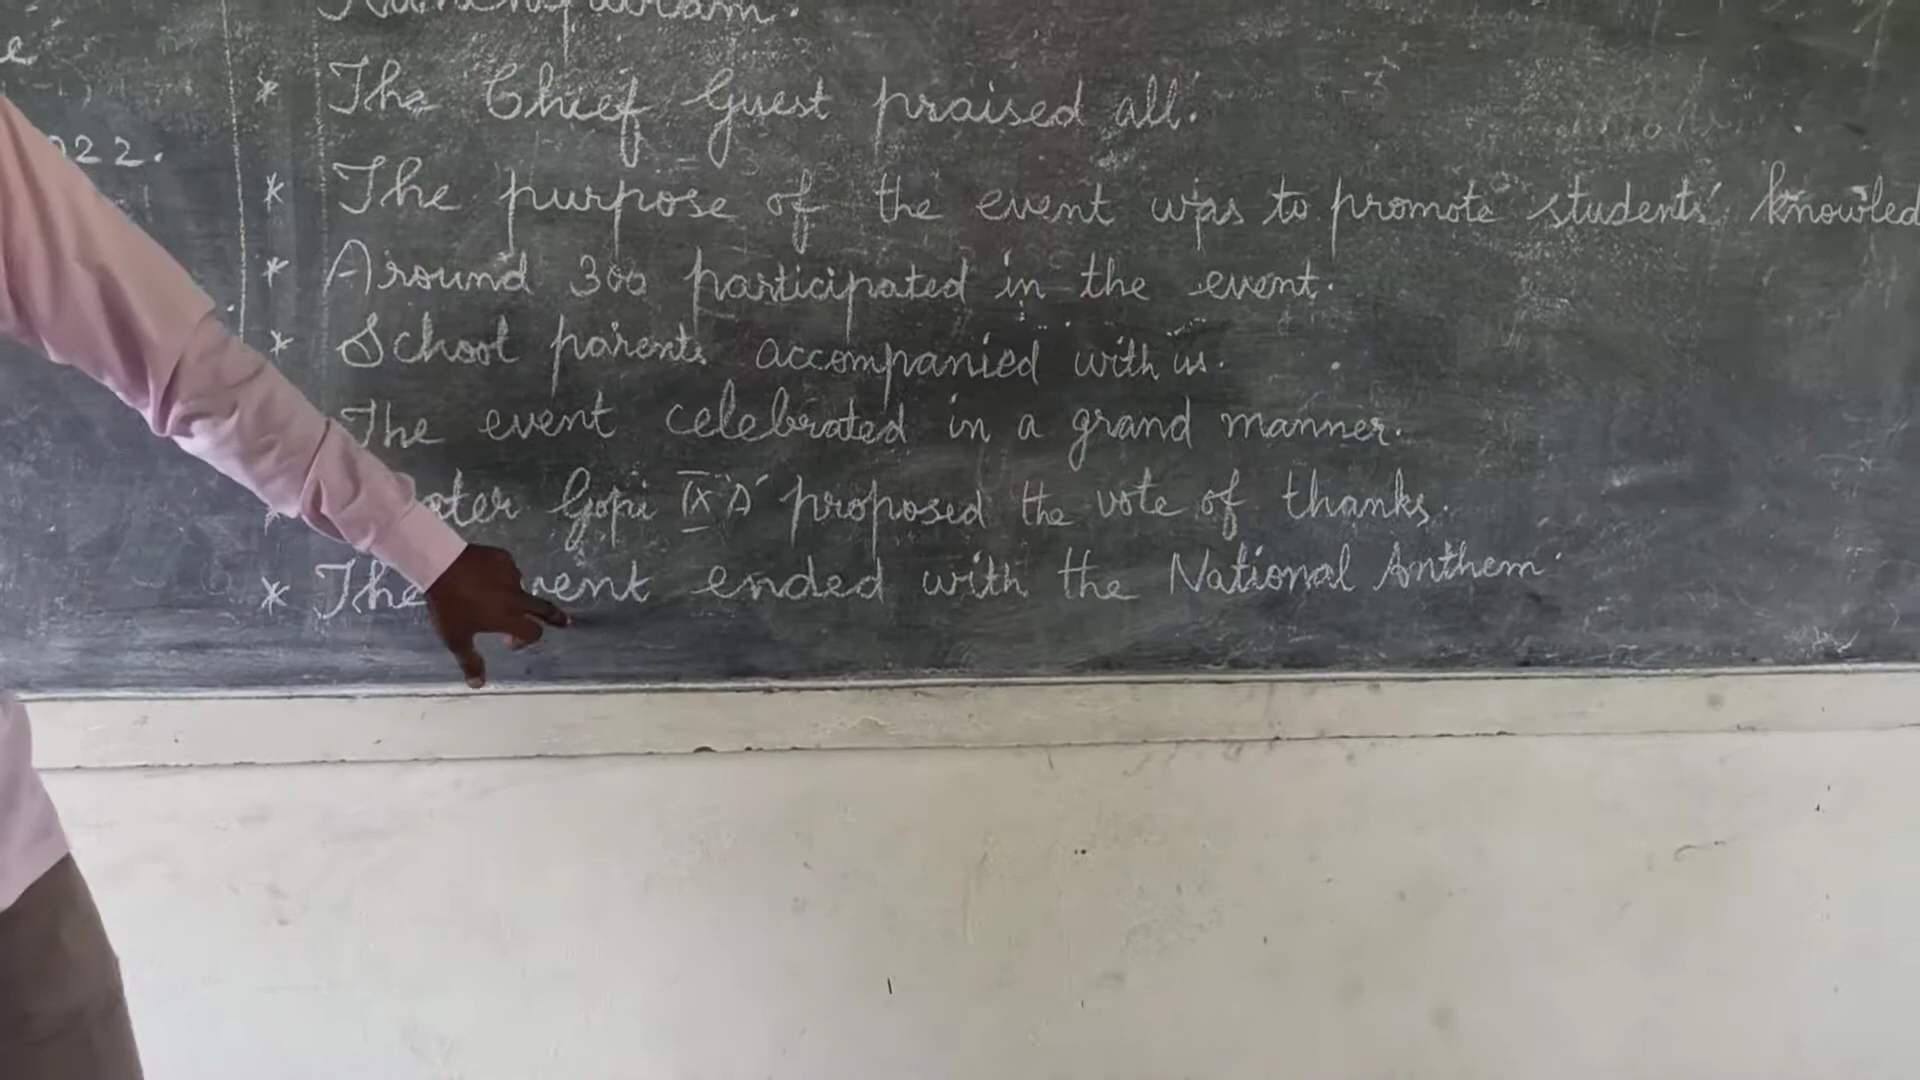 022.
* The Chief Guest praised all.
* The purpose of the event was to promote students' knowled
* Around 300 participated in the event.
* School parents accompanied with us.
The event celebrated in a grand manner.
Gopi IX 'D' proposed the vote of thanks.
* The ended with the National Anthem.